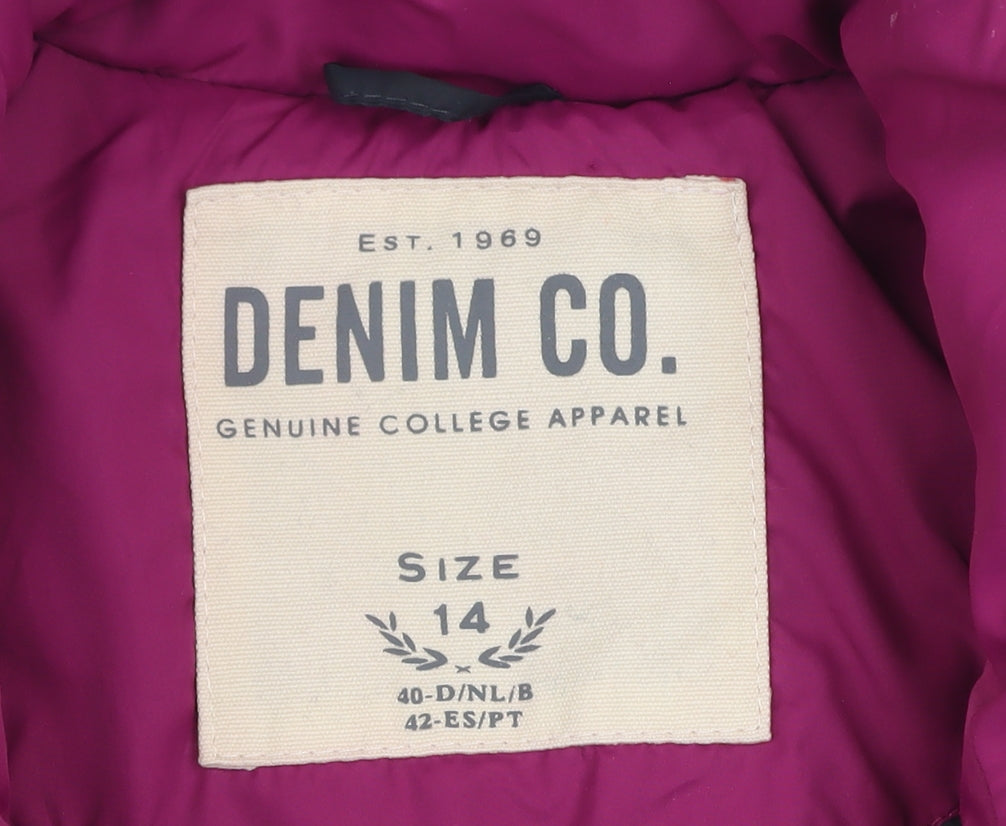 EST. 1969
DENIM CO.
GENUINE COLLEGE APPAREL
SIZE
14
40-D/NL/B
42-ES/PT